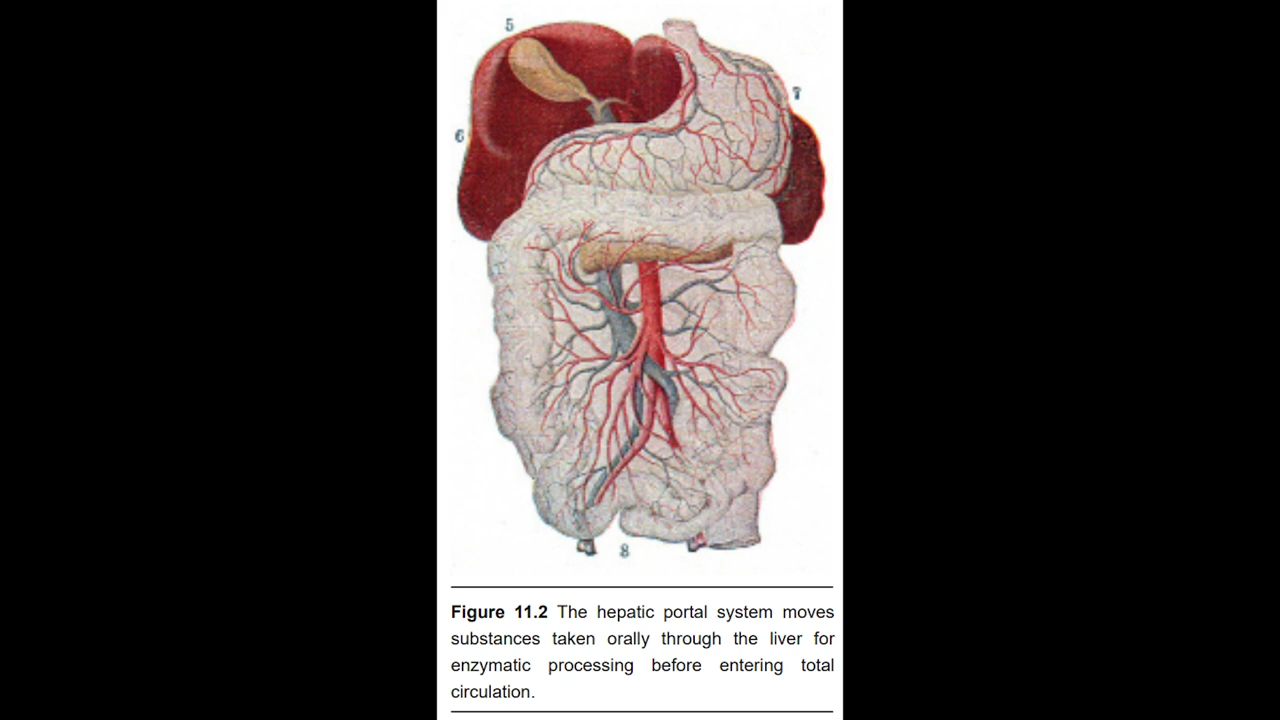 5
7
6
8
Figure 11.2 The hepatic portal system moves
substances taken orally through the liver for
enzymatic processing before entering total
circulation.